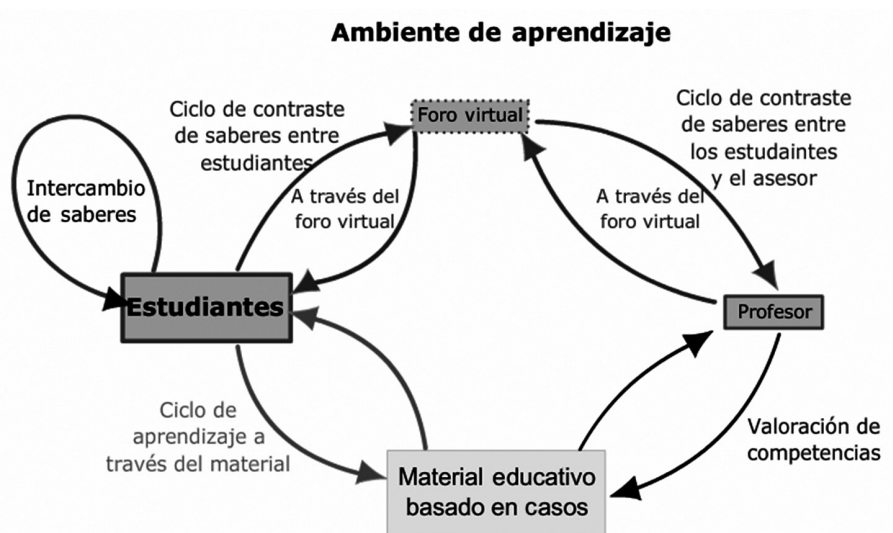 Ambiente de aprendizaje
Ciclo de contraste
de saberes entre
estudiantes
Foro virtual
Ciclo de contraste
de saberes entre
los estudaintes
y el asesor
Intercambio
de saberes
A través del
foro virtual
A través del
foro virtual
Estudiantes
Profesor
Ciclo de
aprendizaje a
través del material
Material educativo
basado en casos
Valoración de
competencias